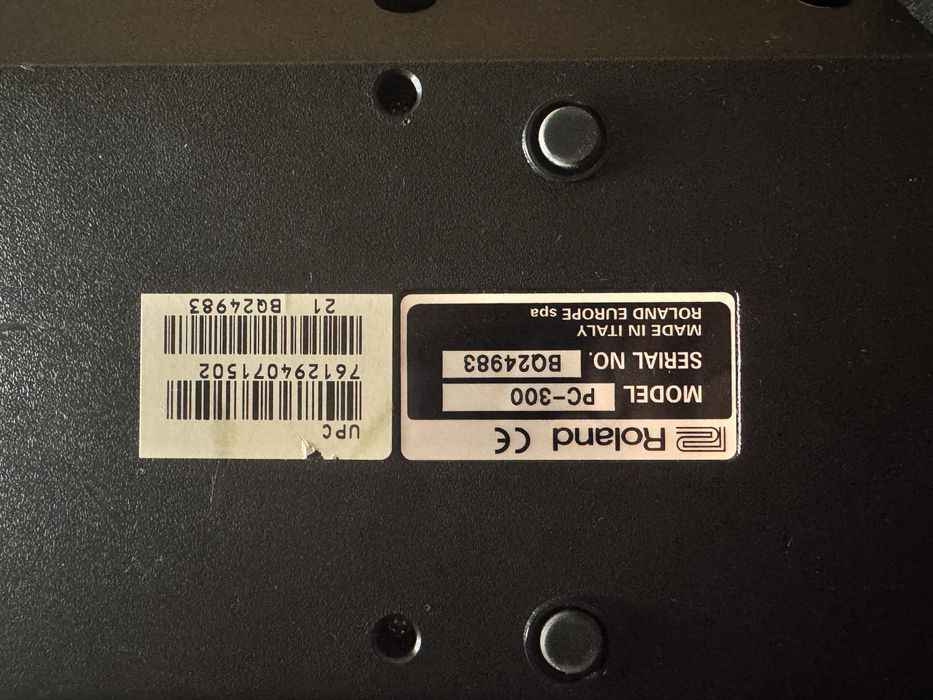 Roland CE
MODEL PC-300
SERIAL NO. BQ24983
MADE IN ITALY
ROLAND EUROPE spa
UPC
761294071502
21 BQ24983